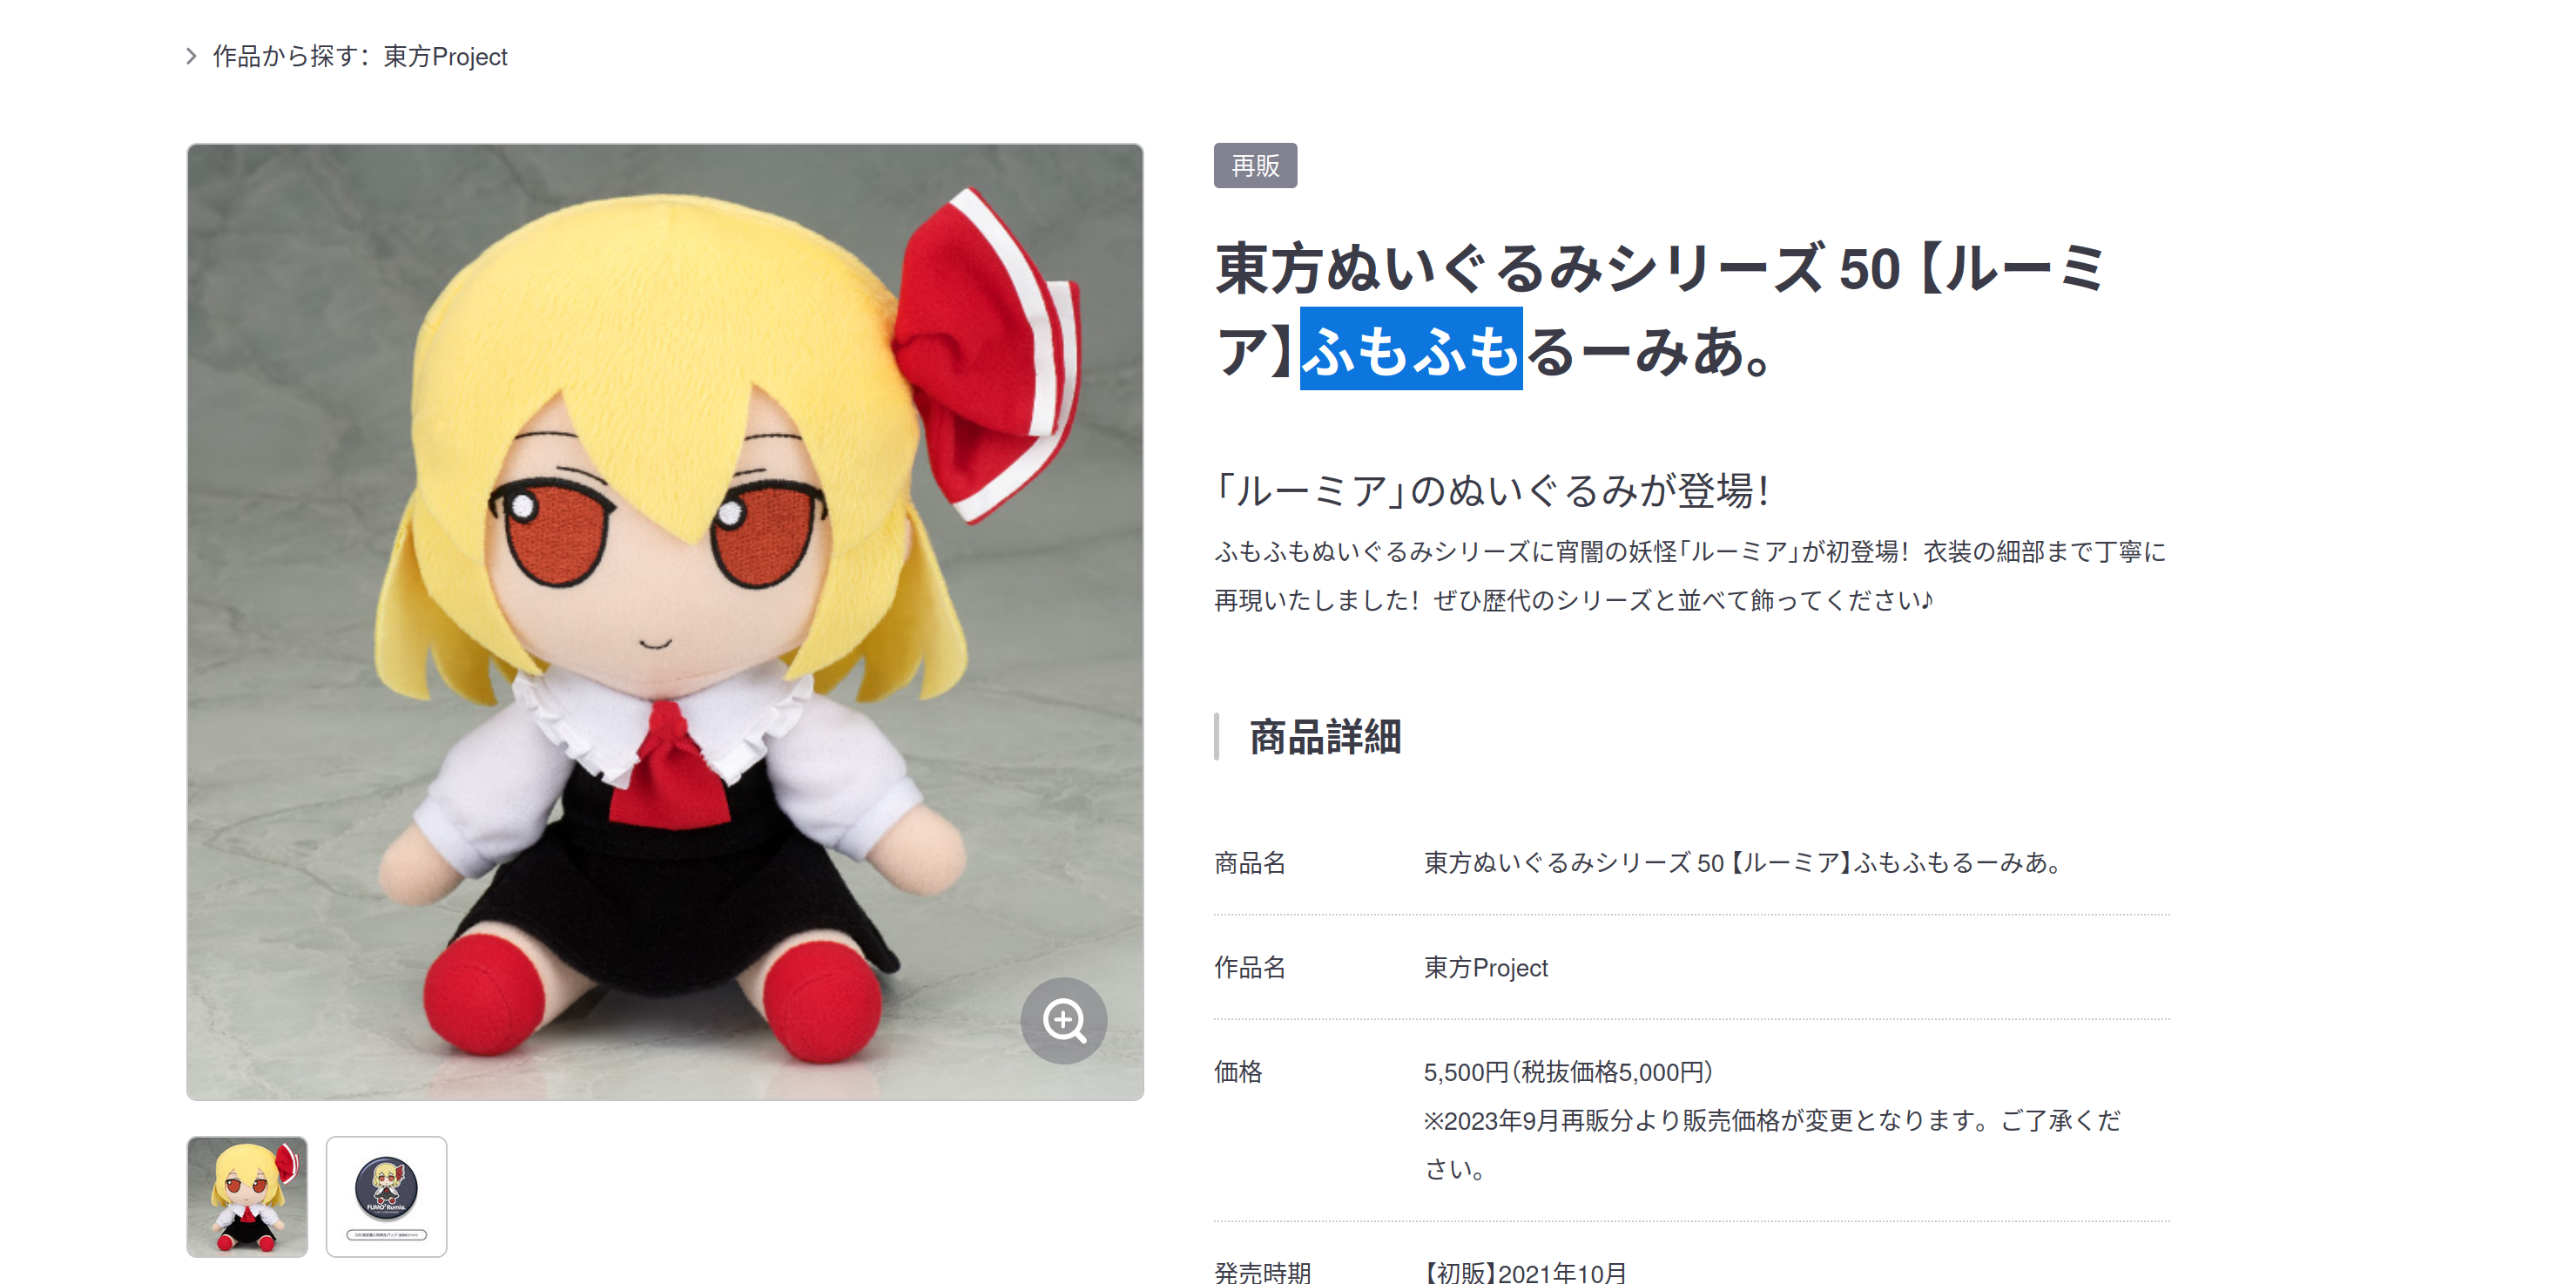 作品から探す：東方Project
再販
東方ぬいぐるみシリーズ 50【ルーミ
ア】ふもふもるーみあ。
「ルーミア」のぬいぐるみが登場！
ふもふもぬいぐるみシリーズに宵闇の妖怪「ルーミア」が初登場！衣装の細部まで丁寧に
再現いたしました！ぜひ歴代のシリーズと並べて飾ってください♪
商品詳細
商品名
東方ぬいぐるみシリーズ 50【ルーミア】ふもふもるーみあ。
作品名
東方Project
価格
5,500円（税抜価格5,000円）
※2023年9月再販分より販売価格が変更となります。ご了承くだ
さい。
発売時期
【初販】2021年10月
FUMO Rumia.